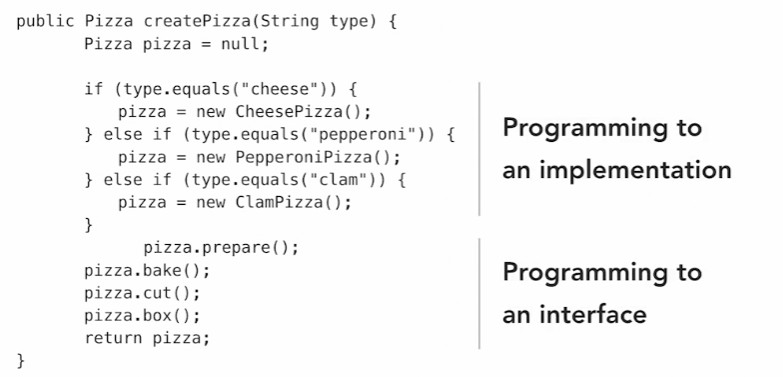 public Pizza createPizza(String type) {
Pizza pizza = null;
if (type.equals("cheese")) {
pizza = new CheesePizza();
} else if (type.equals("pepperoni")) {
pizza = new PepperoniPizza();
} else if (type.equals("clam")) {
pizza = new ClamPizza();
}
pizza.prepare();
pizza.bake();
pizza.cut();
pizza.box();
return pizza;
}
Programming to
an implementation
Programming to
an interface